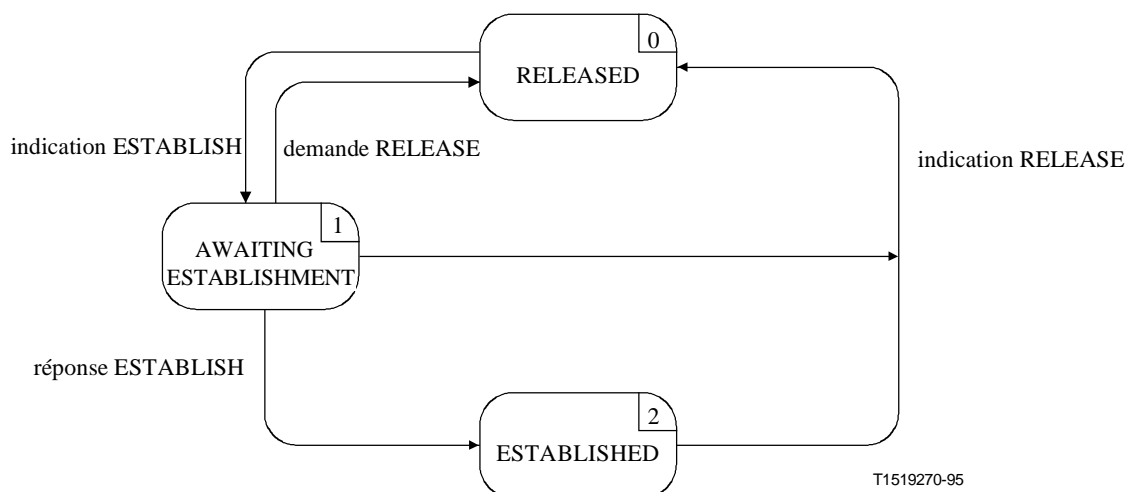 0
RELEASED
indication ESTABLISH
demande RELEASE
indication RELEASE
1
AWAITING
ESTABLISHMENT
réponse ESTABLISH
2
ESTABLISHED
T1519270-95